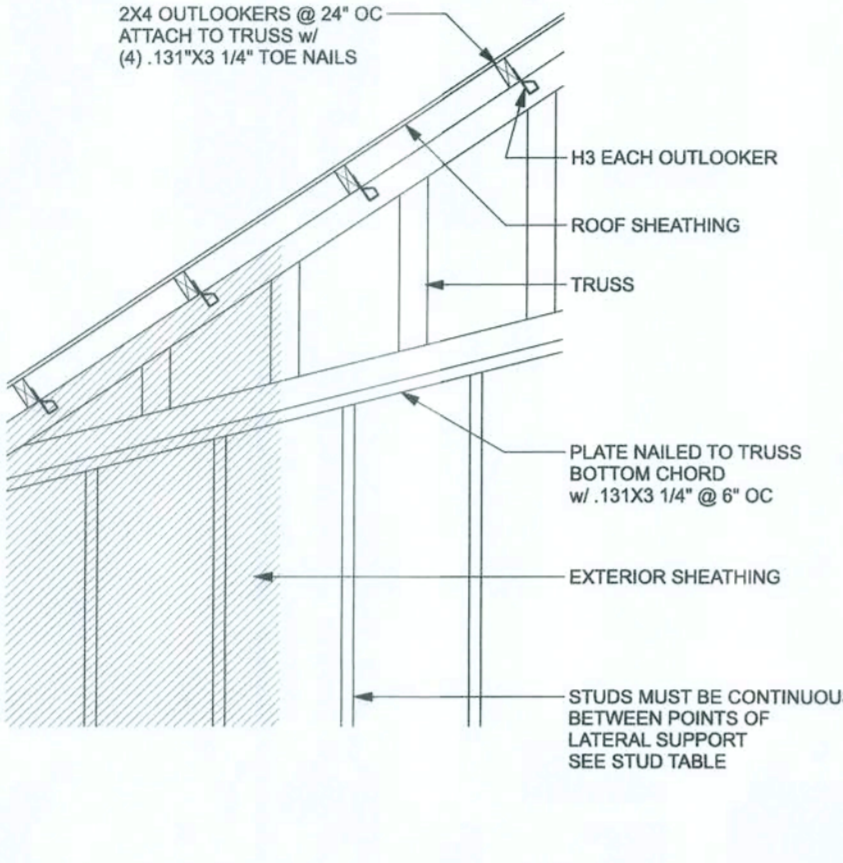 2X4 OUTLOOKERS @ 24" OC
ATTACH TO TRUSS w/
(4) .131"X3 1/4" TOE NAILS
H3 EACH OUTLOOKER
ROOF SHEATHING
TRUSS
PLATE NAILED TO TRUSS
BOTTOM CHORD
w/ .131X3 1/4" @ 6" OC
EXTERIOR SHEATHING
STUDS MUST BE CONTINUOUS
BETWEEN POINTS OF
LATERAL SUPPORT
SEE STUD TABLE